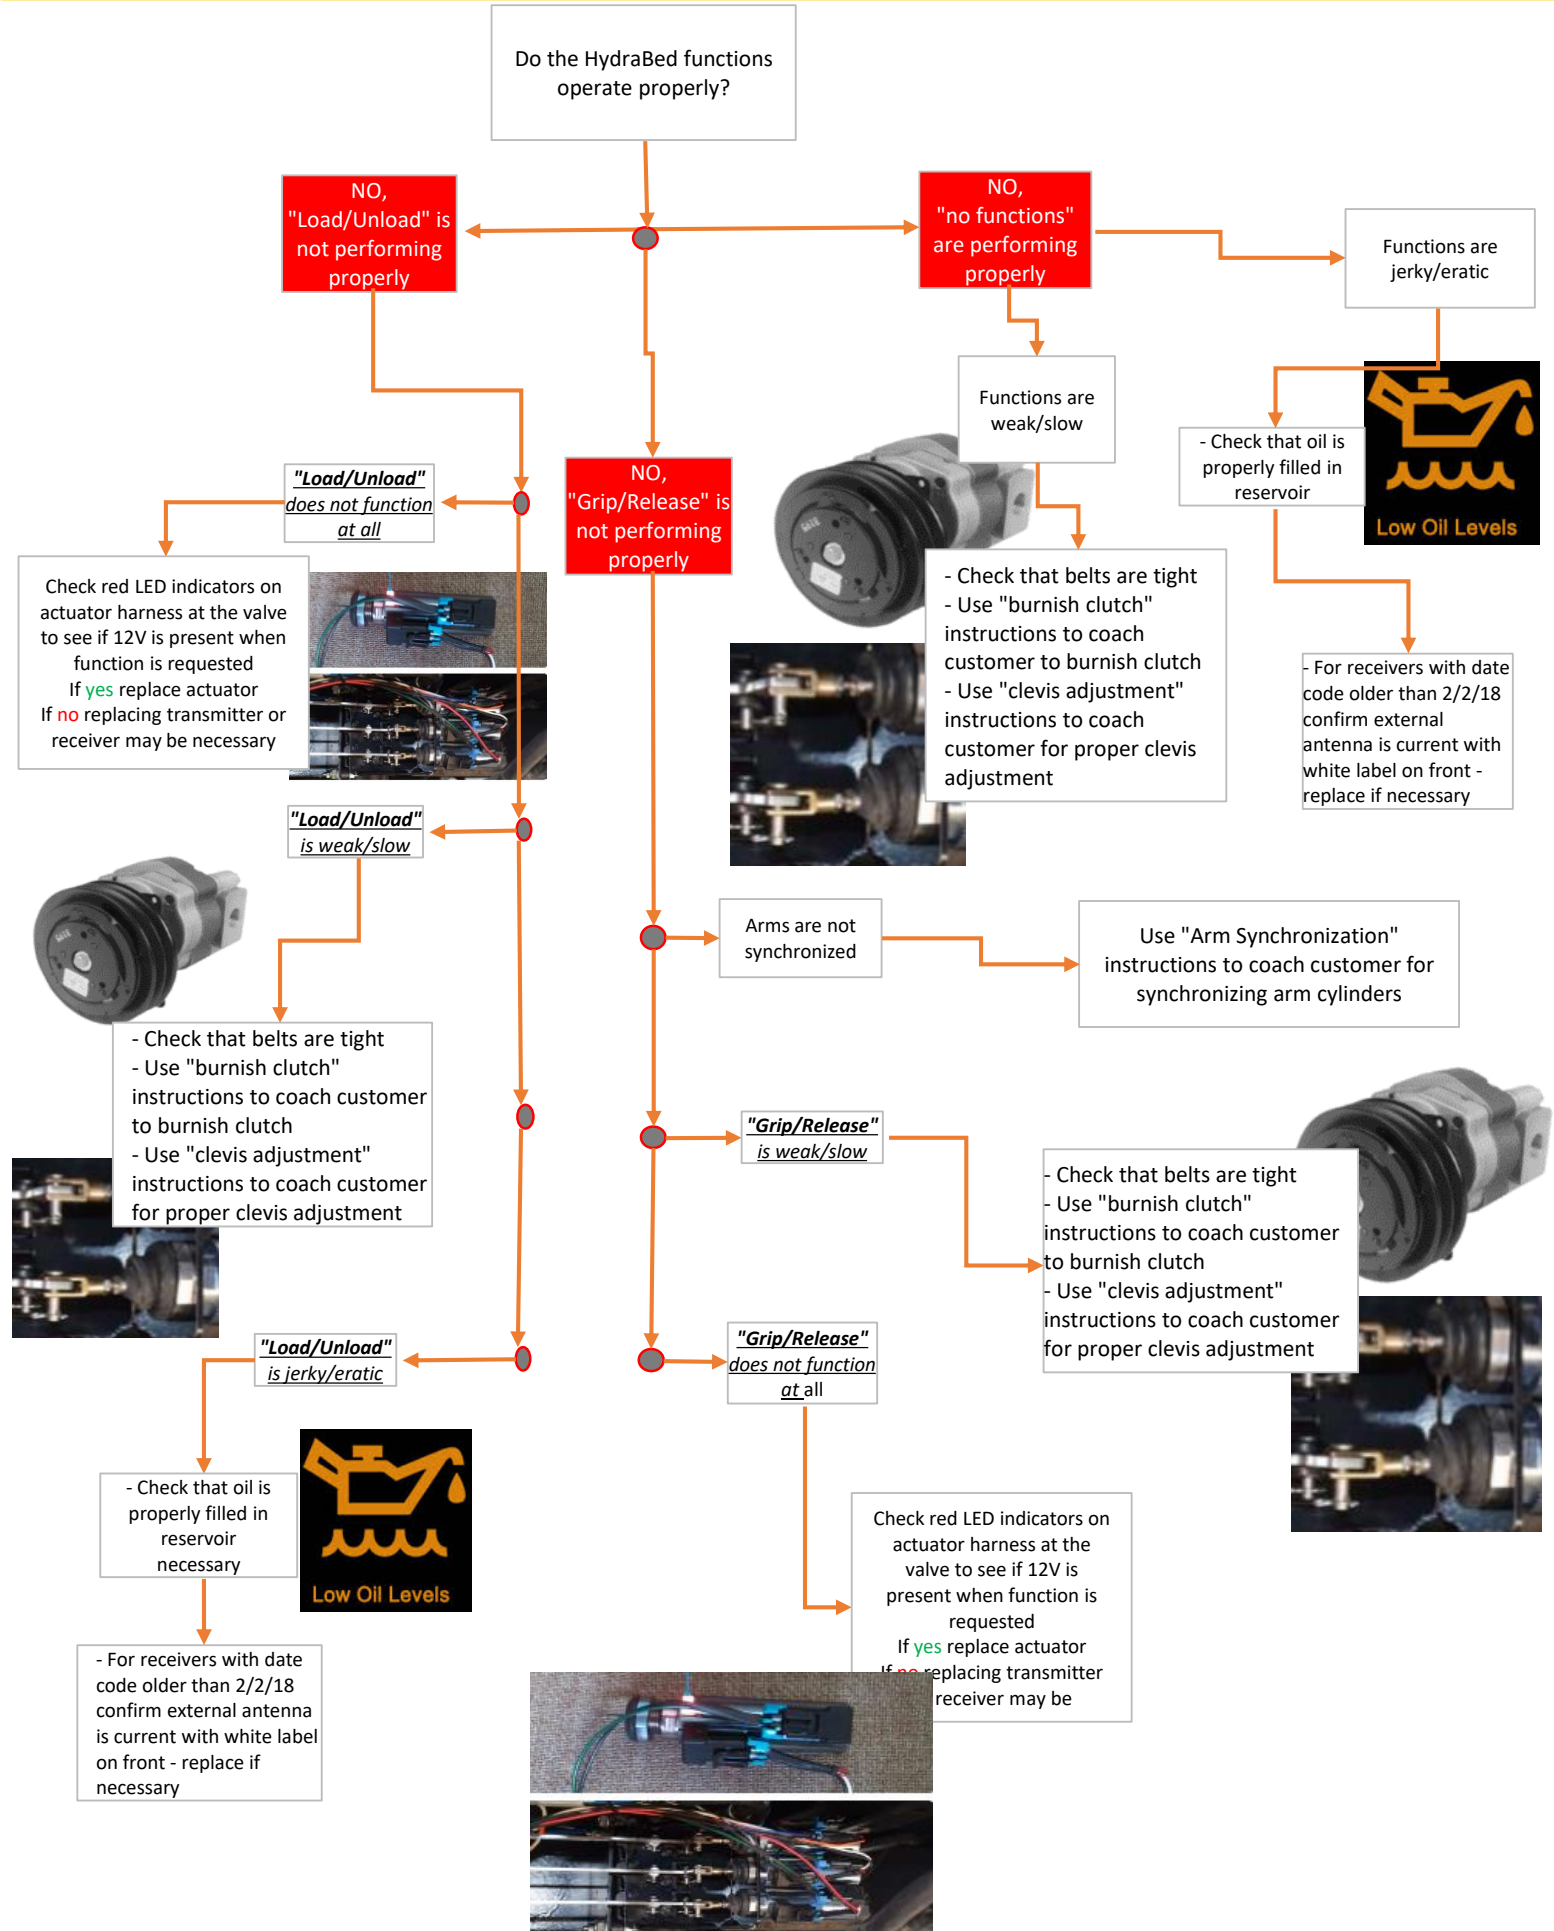 Do the HydraBed functions
operate properly?
NO,
"Load/Unload" is
not performing
properly
NO,
"no functions"
are performing
properly
Functions are
jerky/eratic
Functions are
weak/slow
- Check that oil is
properly filled in
reservoir
Low Oil Levels
"Load/Unload"
does not function
at all
NO,
"Grip/Release" is
not performing
properly
Check red LED indicators on
actuator harness at the valve
to see if 12V is present when
function is requested
If yes replace actuator
If no replacing transmitter or
receiver may be necessary
- Check that belts are tight
- Use "burnish clutch"
instructions to coach
customer to burnish clutch
- Use "clevis adjustment"
instructions to coach
customer for proper clevis
adjustment
- For receivers with date
code older than 2/2/18
confirm external
antenna is current with
white label on front -
replace if necessary
"Load/Unload"
is weak/slow
Arms are not
synchronized
Use "Arm Synchronization"
instructions to coach customer for
synchronizing arm cylinders
- Check that belts are tight
- Use "burnish clutch"
instructions to coach customer
to burnish clutch
- Use "clevis adjustment"
instructions to coach customer
for proper clevis adjustment
"Grip/Release"
is weak/slow
- Check that belts are tight
- Use "burnish clutch"
instructions to coach customer
to burnish clutch
- Use "clevis adjustment"
instructions to coach customer
for proper clevis adjustment
"Load/Unload"
is jerky/eratic
"Grip/Release"
does not function
at all
- Check that oil is
properly filled in
reservoir
necessary
Low Oil Levels
Check red LED indicators on
actuator harness at the
valve to see if 12V is
present when function is
requested
If yes replace actuator
If no replacing transmitter
receiver may be
- For receivers with date
code older than 2/2/18
confirm external antenna
is current with white label
on front - replace if
necessary